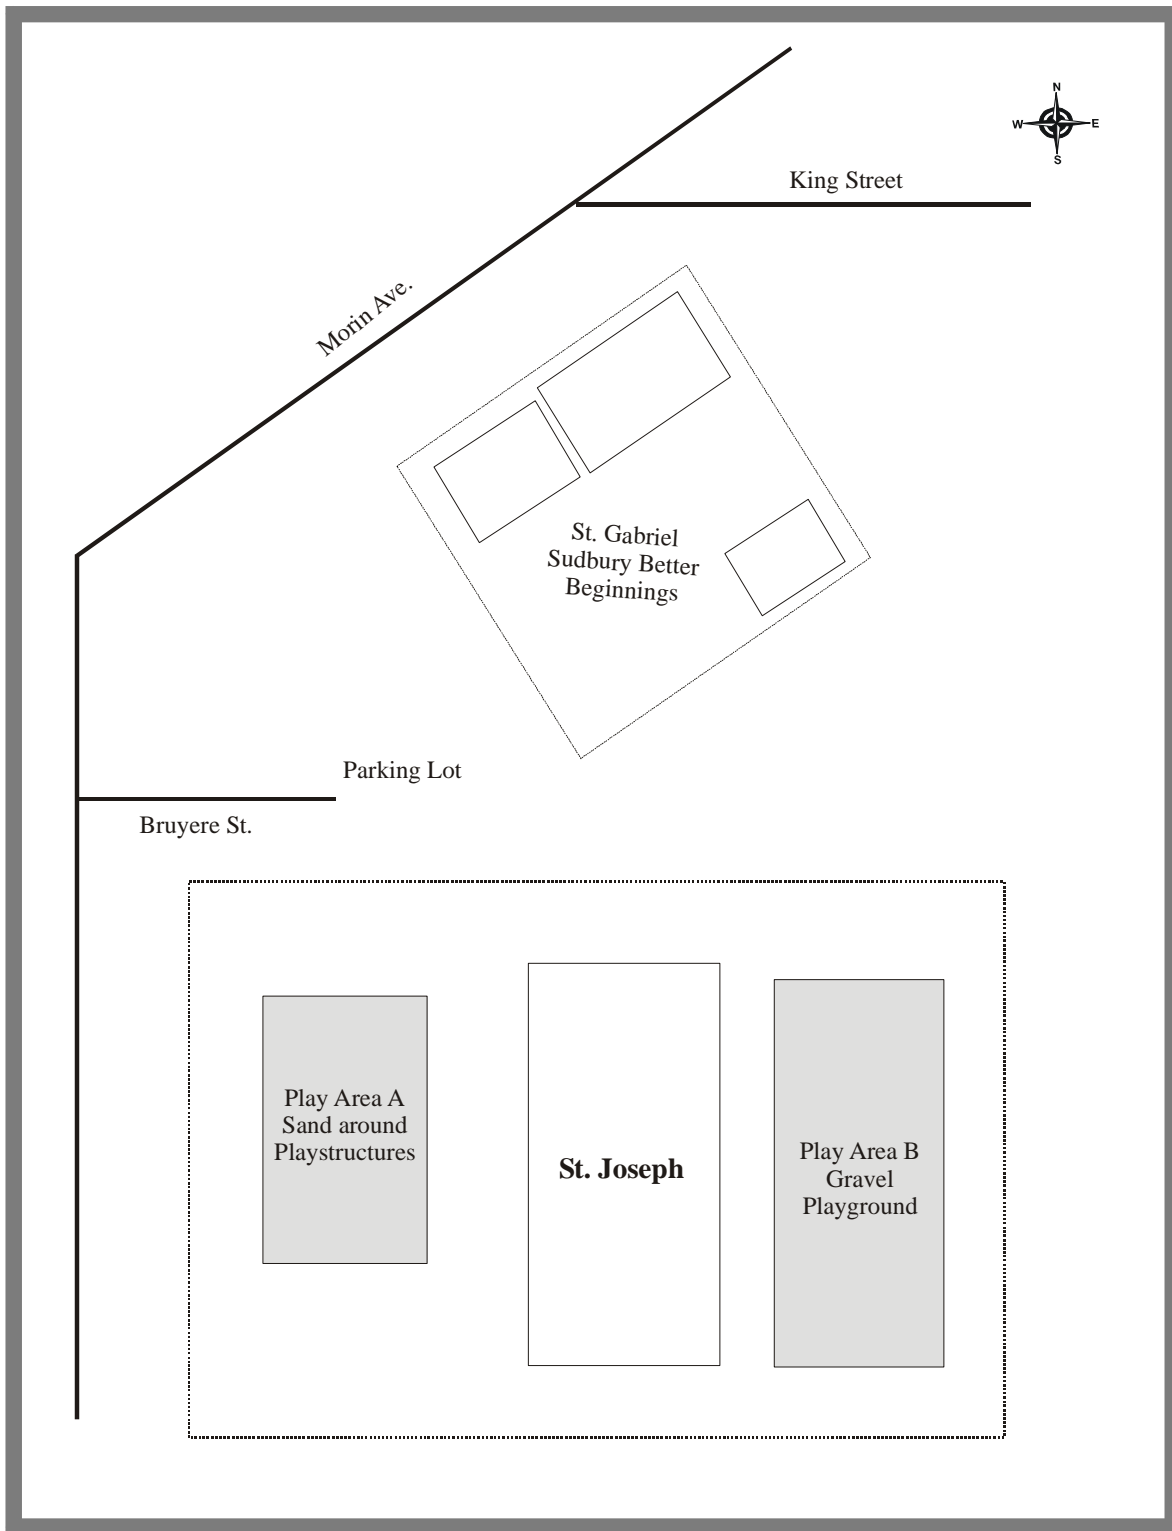 N
W E
S
King Street
Morin Ave.
St. Gabriel
Sudbury Better
Beginnings
Parking Lot
Bruyere St.
Play Area A
Sand around
Playstructures
St. Joseph
Play Area B
Gravel
Playground